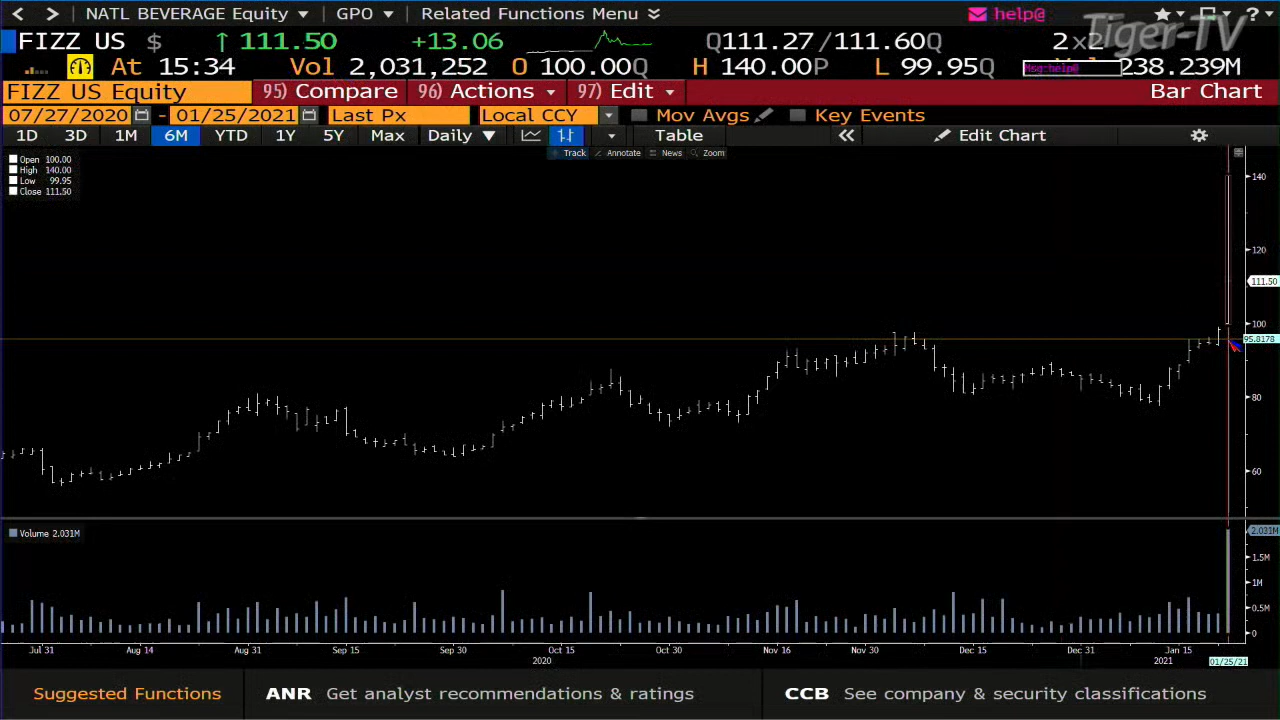 < > NATL BEVERAGE Equity GPO Related Functions Menu help@ ?
Tiger-TV
FIZZ US $ ↑ 111.50 +13.06 Q111.27/111.60Q 2×2
At 15:34 Vol 2,031,252 O 100.00Q H 140.00P L 99.95Q 238.239M
Msg:help@
FIZZ US Equity 95) Compare 96) Actions 97) Edit Bar Chart
07/27/2020 - 01/25/2021 Last Px Local CCY Mov Avgs Key Events
1D 3D 1M 6M YTD 1Y 5Y Max Daily ▼ Table « Edit Chart
Track Annotate News Zoom
Open 100.00
High 140.00
Low 99.95
Close 111.50
140
120
111.50
100
95.8178
80
60
Volume 2.031M
2.031M
1.5M
1M
0.5M
0
Jul 31 Aug 14 Aug 31 Sep 15 Sep 30 Oct 15 Oct 30 Nov 16 Nov 30 Dec 15 Dec 31 Jan 15
2020 2021 01/25/21
Suggested Functions ANR Get analyst recommendations & ratings CCB See company & security classifications